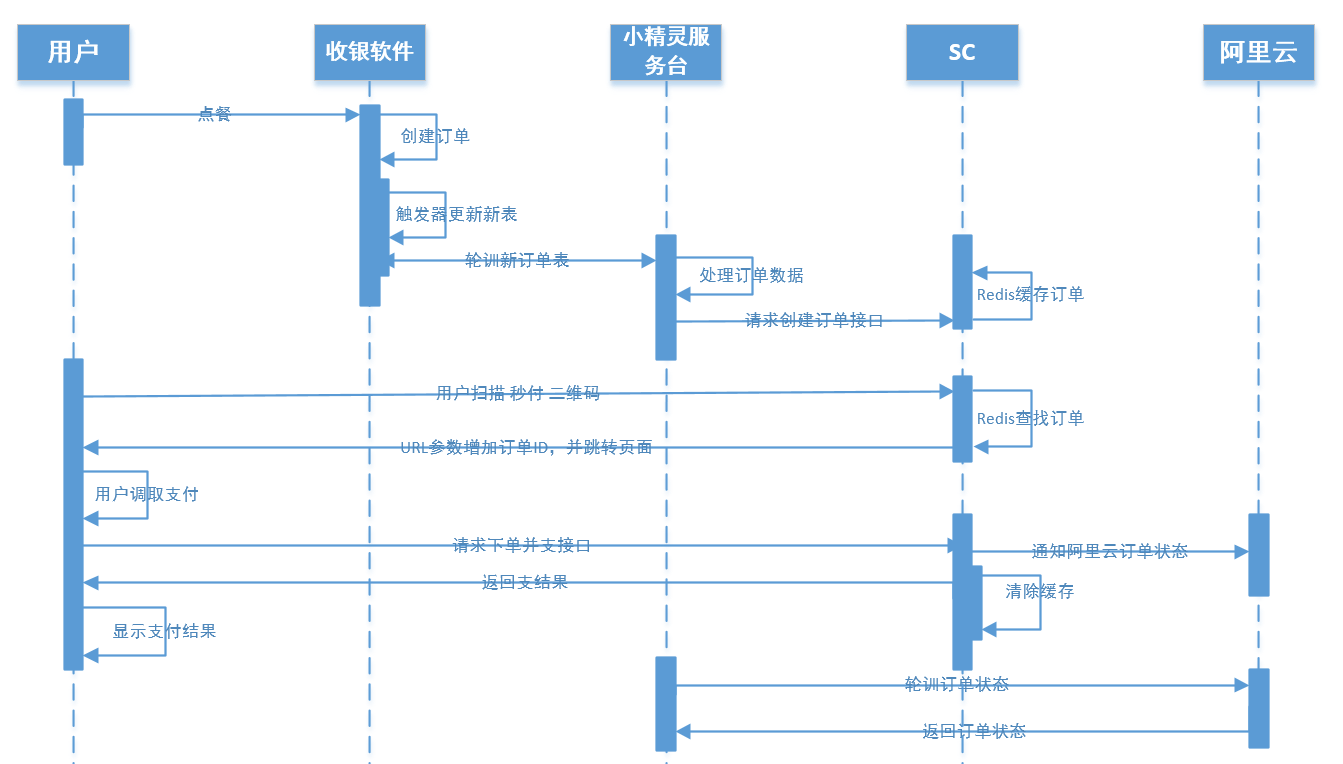 用户
收银软件
小精灵服
务台
SC
阿里云
点餐
创建订单
触发器更新新表
轮训新订单表
处理订单数据
Redis缓存订单
请求创建订单接口
用户扫描 秒付 二维码
Redis查找订单
URL参数增加订单ID，并跳转页面
用户调取支付
请求下单并支接口
通知阿里云订单状态
返回支结果
清除缓存
显示支付结果
轮训订单状态
返回订单状态